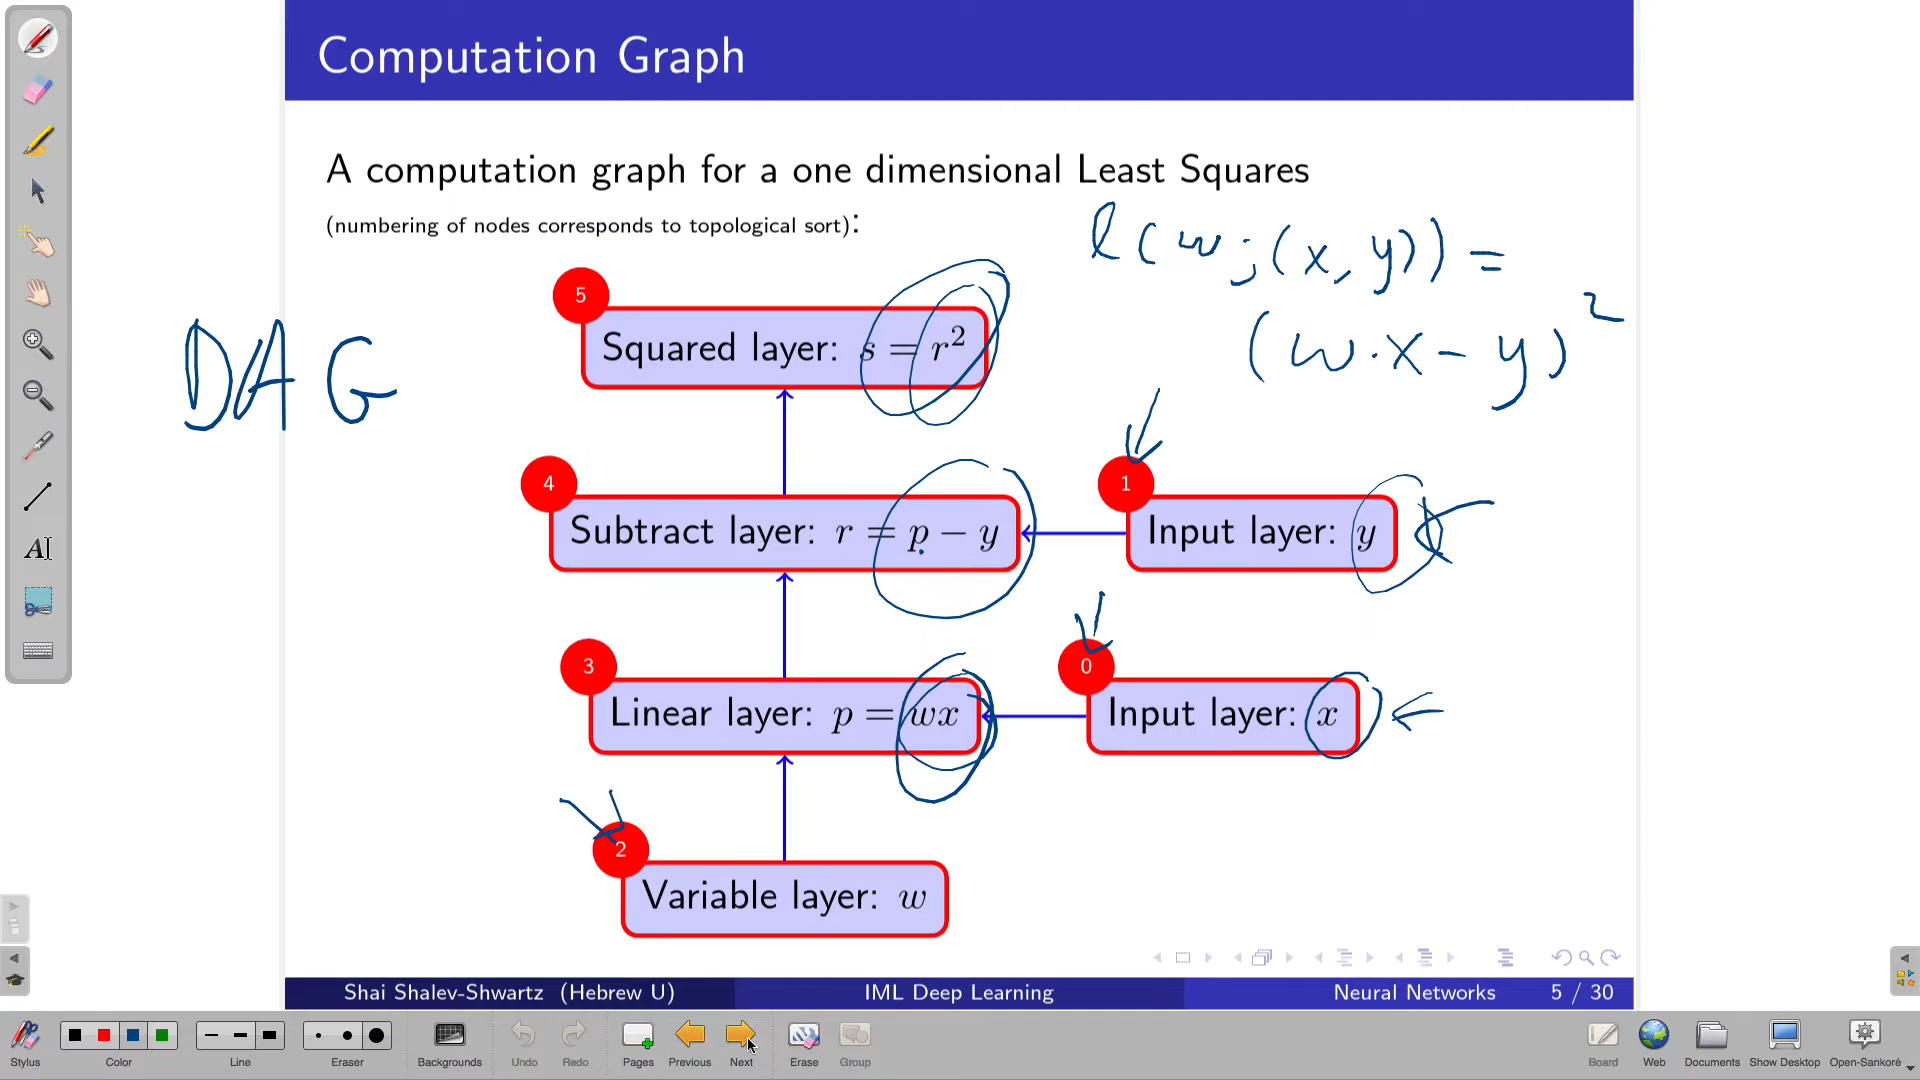 Computation Graph
A computation graph for a one dimensional Least Squares
(numbering of nodes corresponds to topological sort):
ℓ(w;(x,y)) =
(w·x-y)²
DAG
5
Squared layer: s = r²
4
Subtract layer: r = p − y
1
Input layer: y
3
Linear layer: p = wx
0
Input layer: x
2
Variable layer: w
Shai Shalev-Shwartz (Hebrew U)
IML Deep Learning
Neural Networks
5 / 30
Stylus
Color
Line
Eraser
Backgrounds
Undo
Redo
Pages
Previous
Next
Erase
Group
Board
Web
Documents
Show Desktop
Open-Sankoré